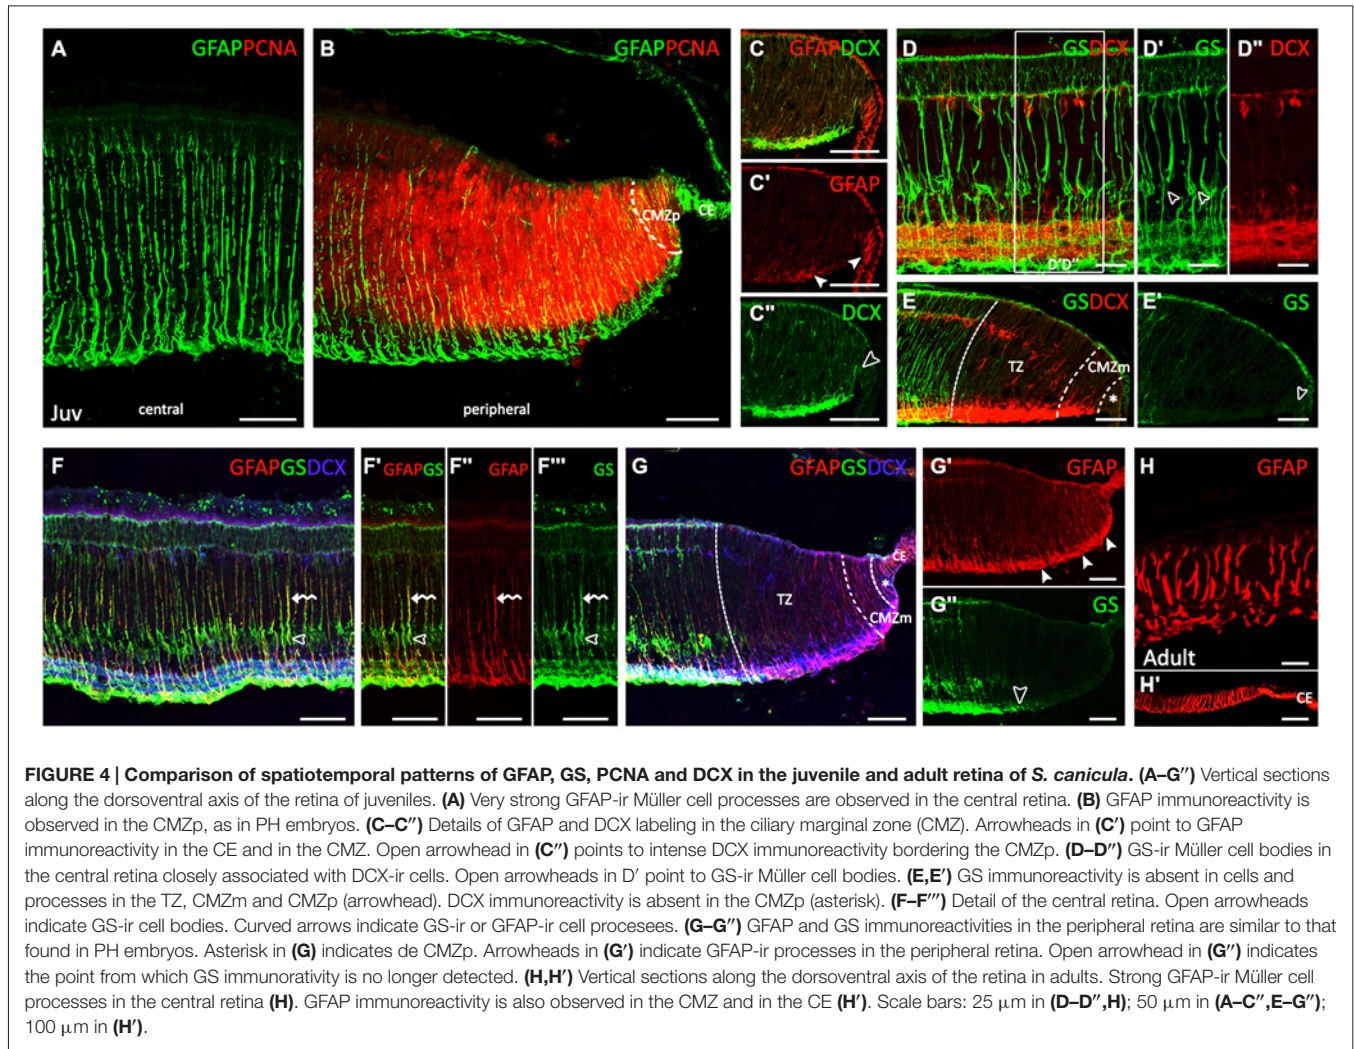 A GFAPPCNA
B GFAPPCNA
C GFAPDCX
D GSDCX
D′ GS
D″ DCX
CMZp
CE
C′ GFAP
D′D″
C″ DCX
E GSDCX
E′ GS
TZ
CMZm
*
Juv central
peripheral
F GFAPGSDCX
F′ GFAPGS
F″ GFAP
F‴ GS
G GFAPGSDCX
G′ GFAP
H GFAP
CE
*
TZ
CMZm
G″ GS
Adult
H′
CE
FIGURE 4 | Comparison of spatiotemporal patterns of GFAP, GS, PCNA and DCX in the juvenile and adult retina of S. canicula. (A–G″) Vertical sections
along the dorsoventral axis of the retina of juveniles. (A) Very strong GFAP-ir Müller cell processes are observed in the central retina. (B) GFAP immunoreactivity is
observed in the CMZp, as in PH embryos. (C–C″) Details of GFAP and DCX labeling in the ciliary marginal zone (CMZ). Arrowheads in (C′) point to GFAP
immunoreactivity in the CE and in the CMZ. Open arrowhead in (C″) points to intense DCX immunoreactivity bordering the CMZp. (D–D″) GS-ir Müller cell bodies in
the central retina closely associated with DCX-ir cells. Open arrowheads in D′ point to GS-ir Müller cell bodies. (E,E′) GS immunoreactivity is absent in cells and
processes in the TZ, CMZm and CMZp (arrowhead). DCX immunoreactivity is absent in the CMZp (asterisk). (F–F‴) Detail of the central retina. Open arrowheads
indicate GS-ir cell bodies. Curved arrows indicate GS-ir or GFAP-ir cell procesees. (G–G″) GFAP and GS immunoreactivities in the peripheral retina are similar to that
found in PH embryos. Asterisk in (G) indicates de CMZp. Arrowheads in (G′) indicate GFAP-ir processes in the peripheral retina. Open arrowhead in (G″) indicates
the point from which GS immunorativity is no longer detected. (H,H′) Vertical sections along the dorsoventral axis of the retina in adults. Strong GFAP-ir Müller cell
processes in the central retina (H). GFAP immunoreactivity is also observed in the CMZ and in the CE (H′). Scale bars: 25 μm in (D–D″,H); 50 μm in (A–C″,E–G″);
100 μm in (H′).